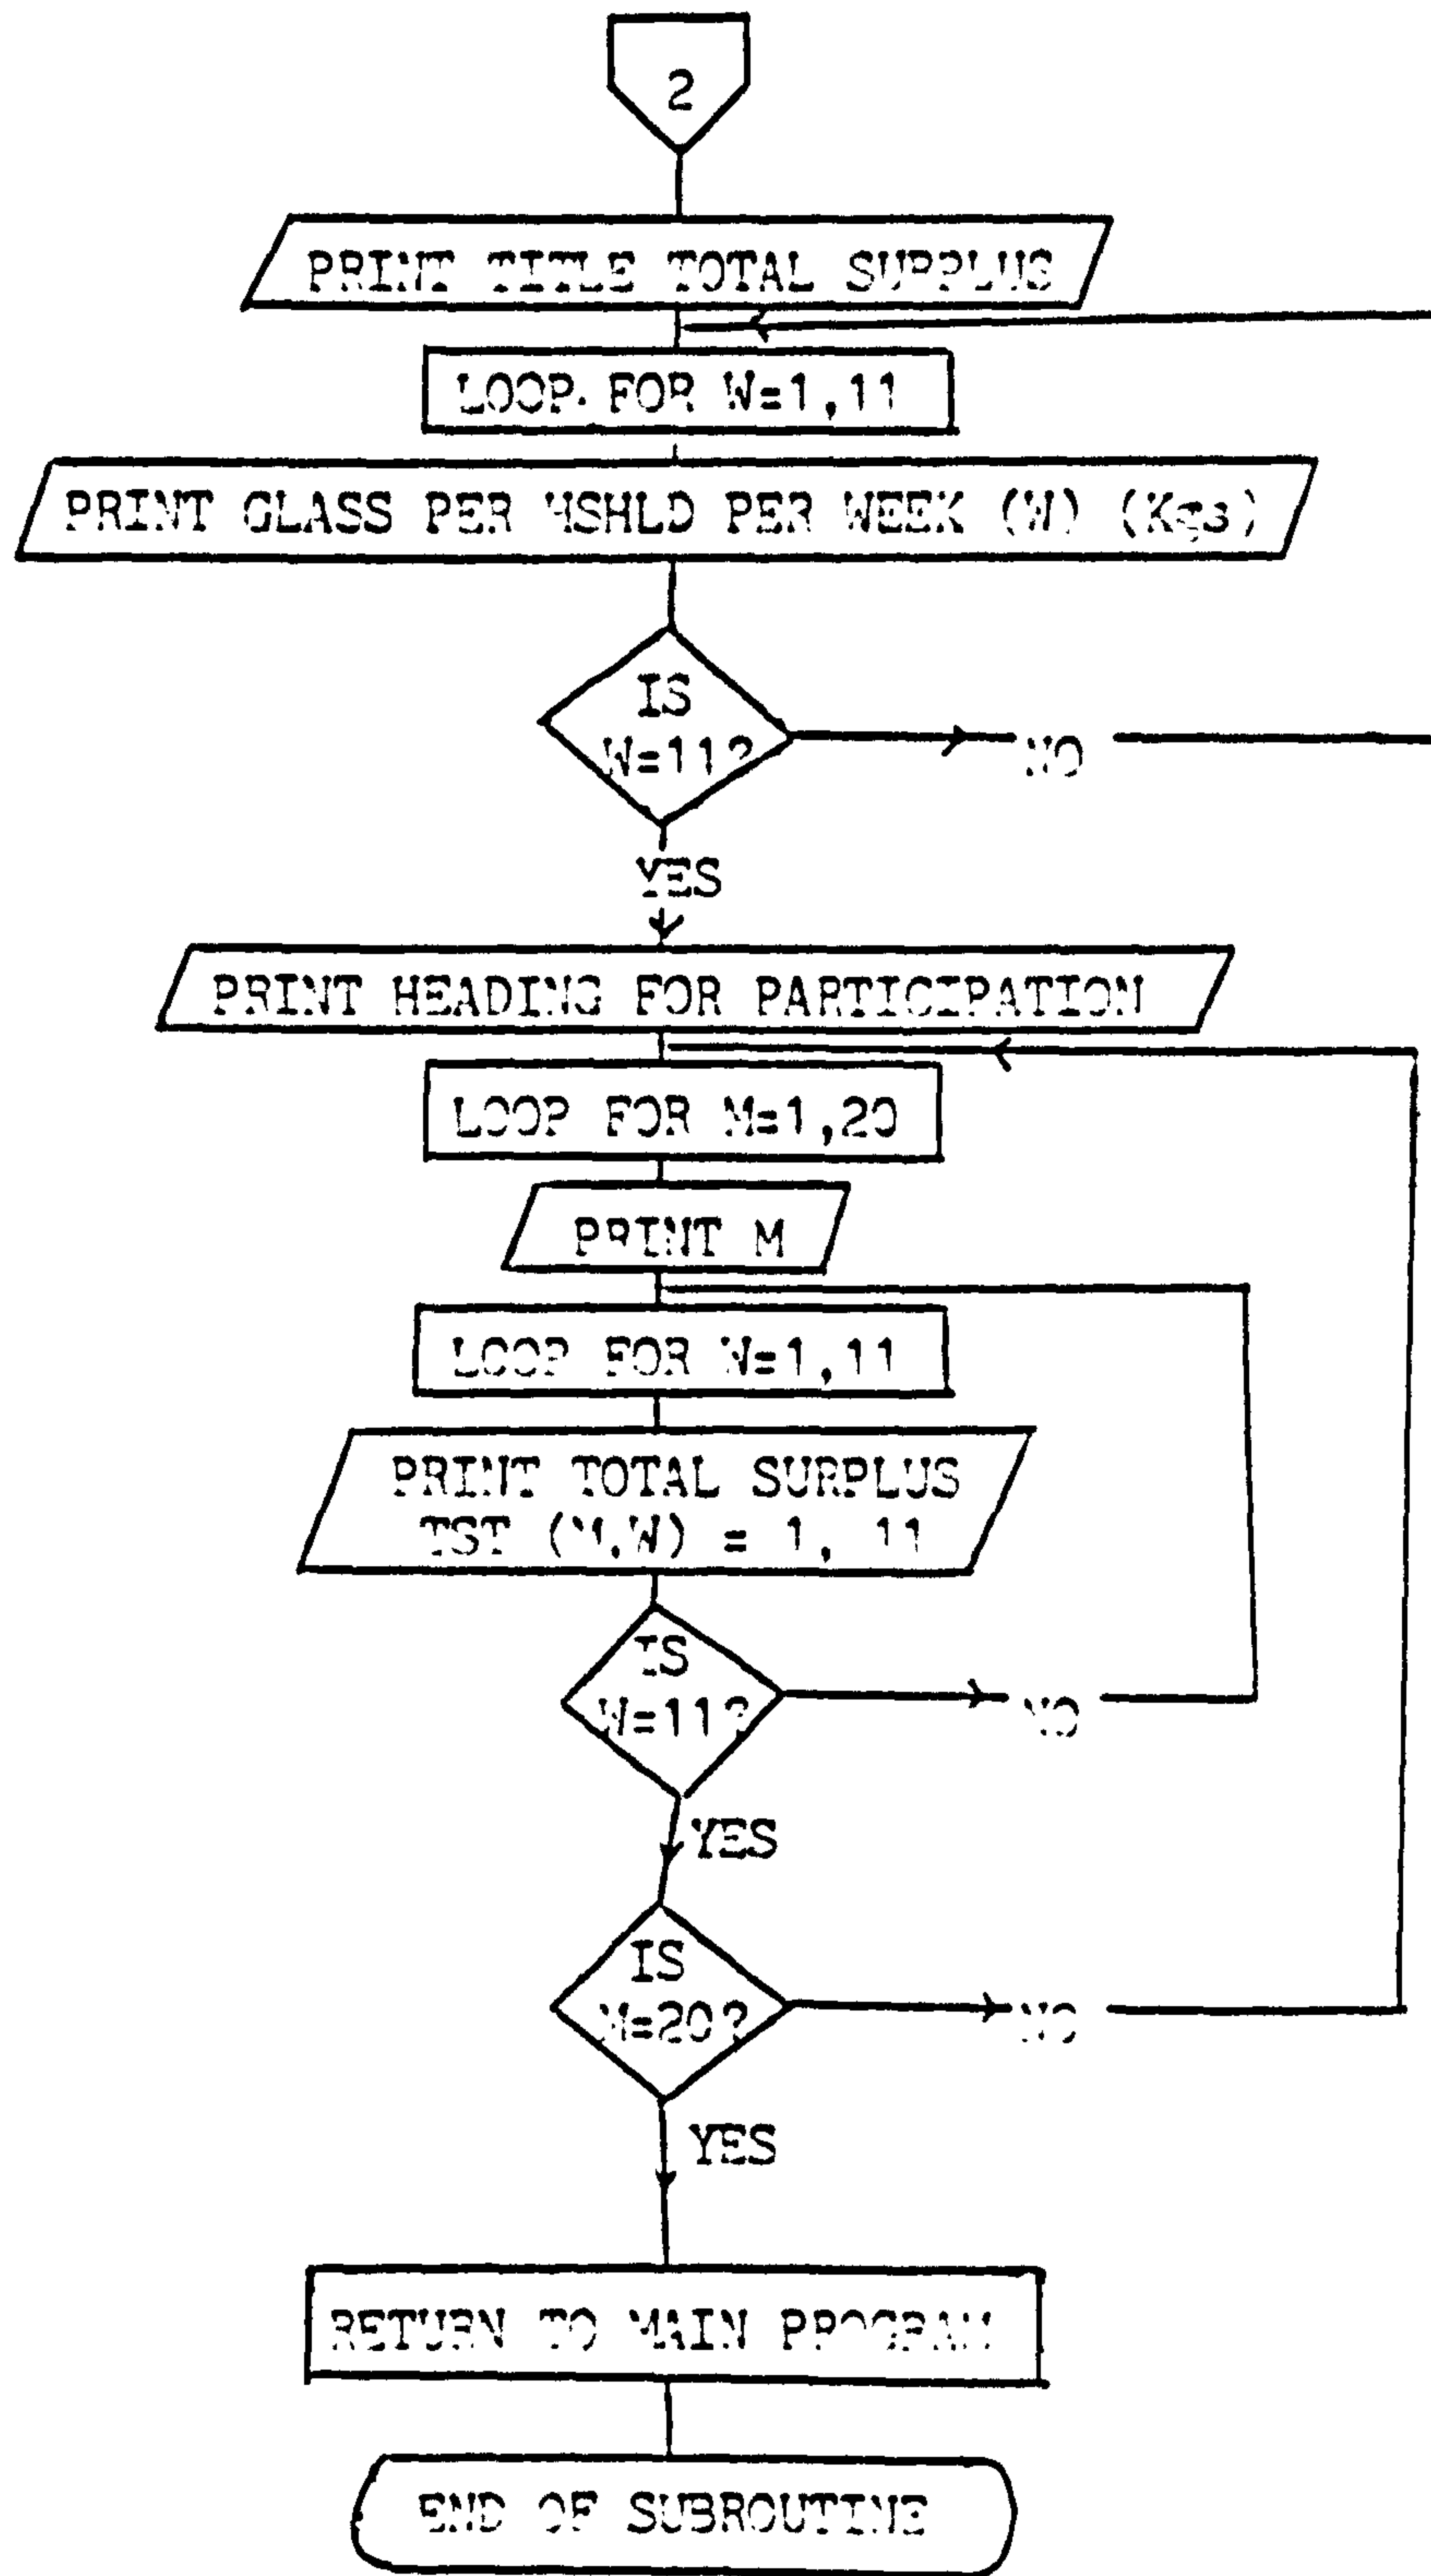 2
PRINT TITLE TOTAL SURPLUS
LOOP. FOR W=1,11
PRINT GLASS PER HSHLD PER WEEK (W) (Kgs)
IS
W=11?
NO
YES
PRINT HEADING FOR PARTICIPATION
LOOP FOR M=1,20
PRINT M
LOOP FOR W=1,11
PRINT TOTAL SURPLUS
TST (M,W) = 1, 11
IS
W=11?
NO
YES
IS
M=20?
NO
YES
RETURN TO MAIN PROGRAM
END OF SUBROUTINE